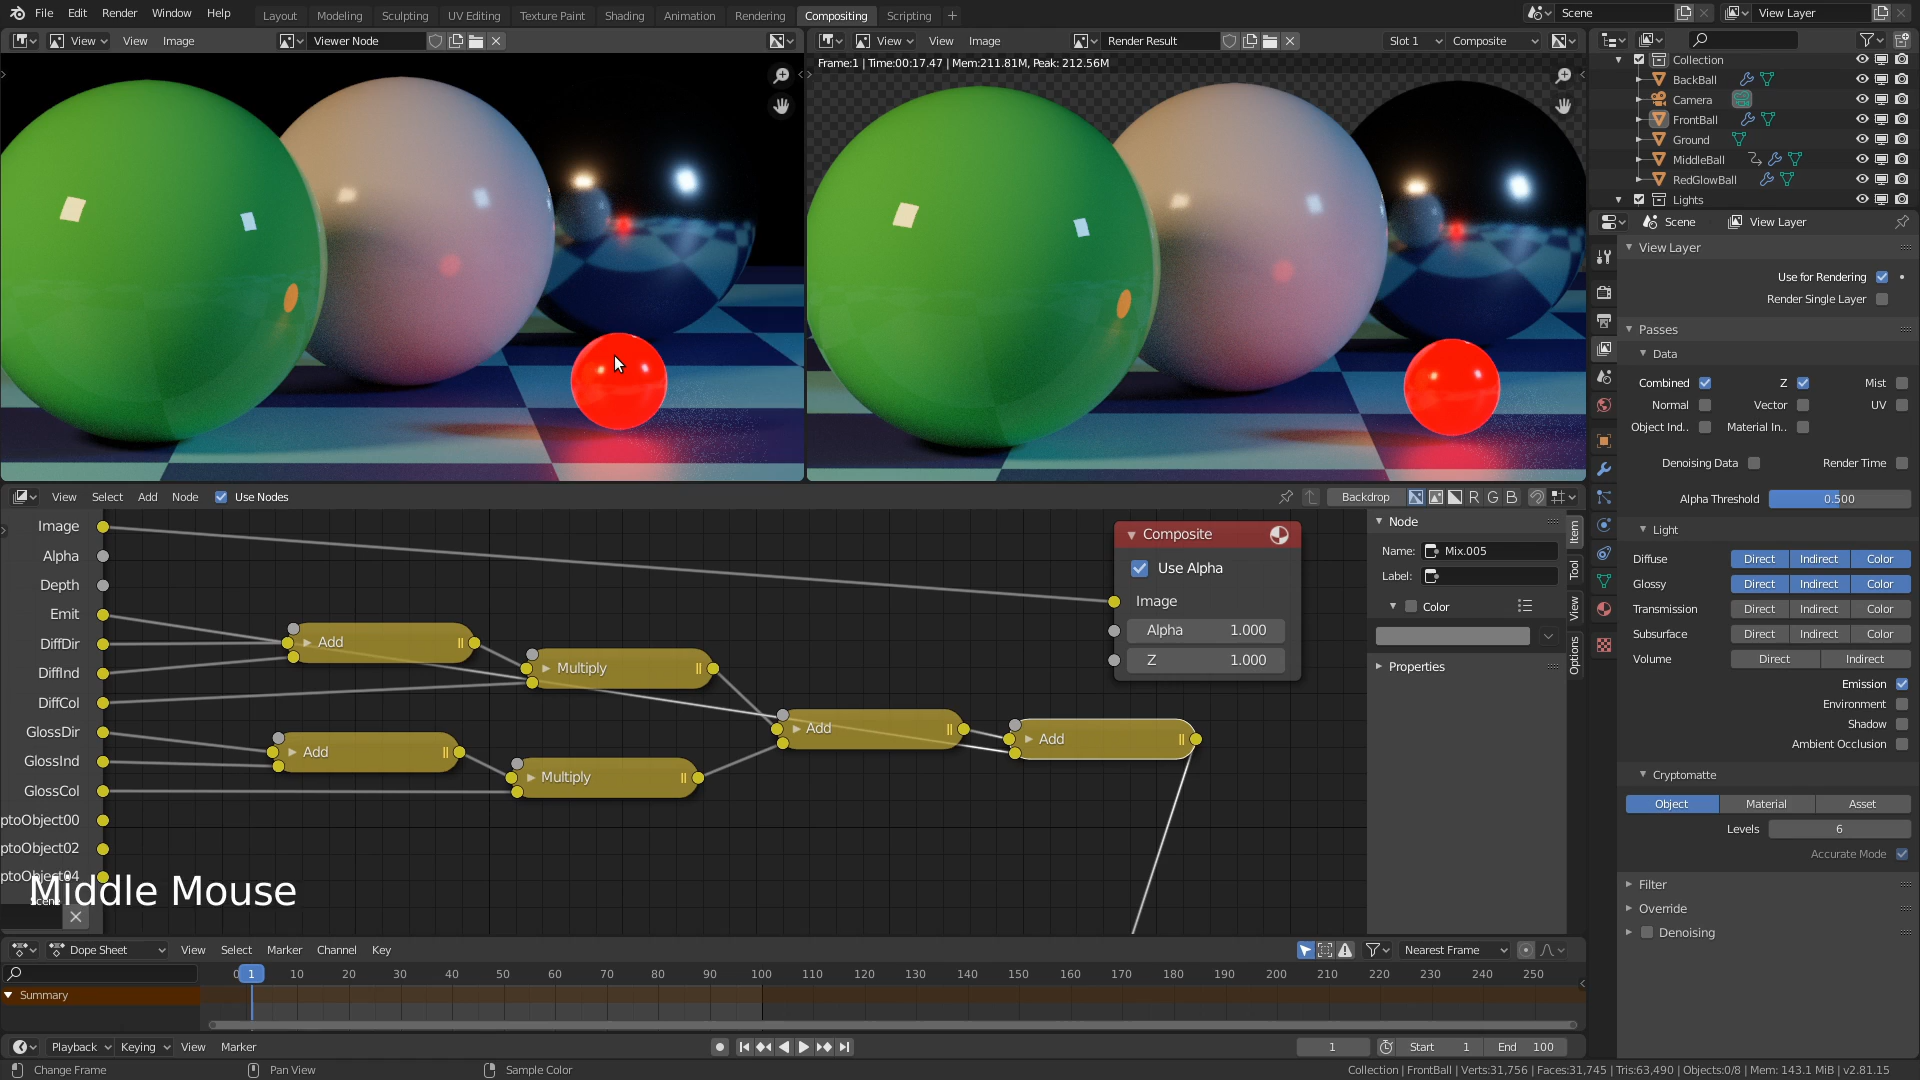 File Edit Render Window Help Layout Modeling Sculpting UV Editing Texture Paint Shading Animation Rendering Compositing Scripting + Scene View Layer
View View Image Viewer Node View View Image Render Result Slot 1 Composite
Frame:1 | Time:00:17.47 | Mem:211.81M, Peak: 212.56M
Collection
BackBall
Camera
FrontBall
Ground
MiddleBall
RedGlowBall
Lights
Scene View Layer
View Layer
Use for Rendering
Render Single Layer
Passes
Data
Combined Z Mist
Normal Vector UV
Object Ind.. Material In..
Denoising Data Render Time
Alpha Threshold 0.500
Light
Diffuse Direct Indirect Color
Glossy Direct Indirect Color
Transmission Direct Indirect Color
Subsurface Direct Indirect Color
Volume Direct Indirect
Emission
Environment
Shadow
Ambient Occlusion
Cryptomatte
Object Material Asset
Levels 6
Accurate Mode
Filter
Override
Denoising
View Select Add Node Use Nodes Backdrop R G B
Image
Alpha
Depth
Emit
DiffDir
DiffInd
DiffCol
GlossDir
GlossInd
GlossCol
ptoObject00
ptoObject02
ptoObject04
Scene
Add
Multiply
Add
Multiply
Add
Add
Composite
Use Alpha
Image
Alpha 1.000
Z 1.000
Node
Name: Mix.005
Label:
Color
Properties
Item
Tool
View
Options
Middle Mouse
Dope Sheet View Select Marker Channel Key Nearest Frame
0 1 10 20 30 40 50 60 70 80 90 100 110 120 130 140 150 160 170 180 190 200 210 220 230 240 250
Summary
Playback Keying View Marker 1 Start 1 End 100
Change Frame Pan View Sample Color Collection | FrontBall | Verts:31,756 | Faces:31,745 | Tris:63,490 | Objects:0/8 | Mem: 143.1 MiB | v2.81.15